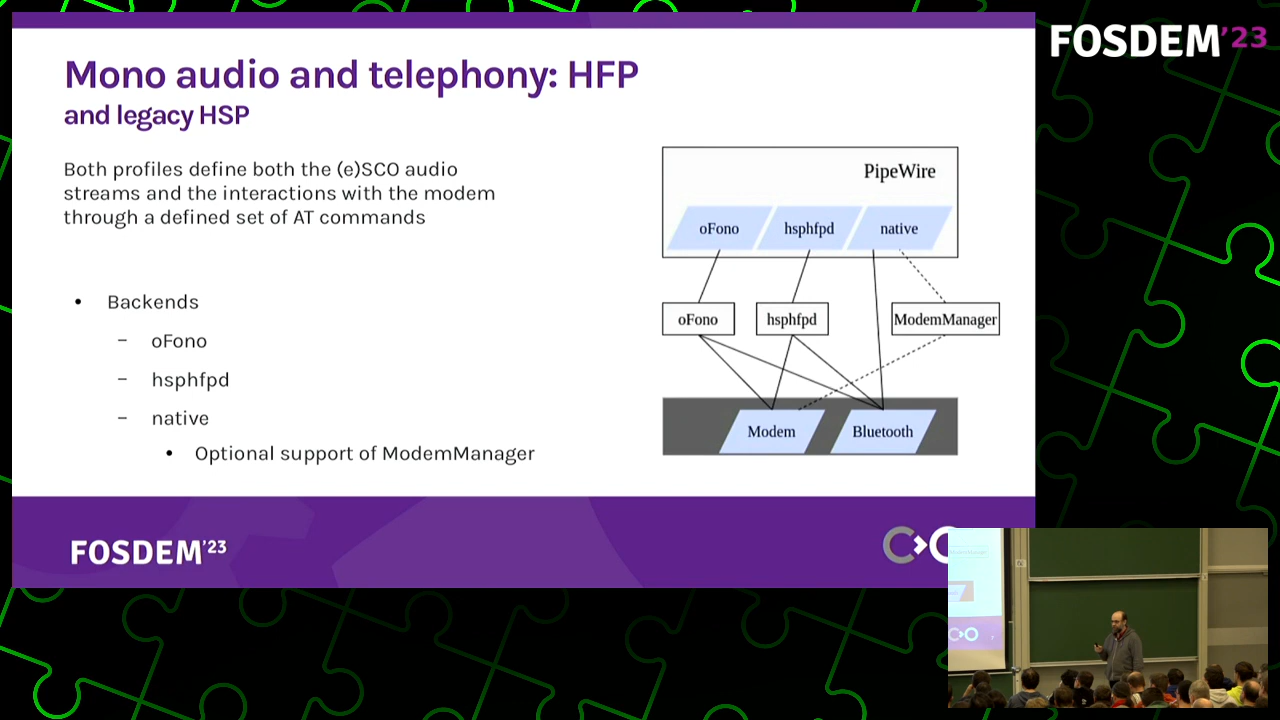 FOSDEM'23
Mono audio and telephony: HFP
and legacy HSP
Both profiles define both the (e)SCO audio
streams and the interactions with the modem
through a defined set of AT commands
• Backends
– oFono
– hsphfpd
– native
• Optional support of ModemManager
PipeWire
oFono hsphfpd native
oFono hsphfpd ModemManager
Modem Bluetooth
FOSDEM'23